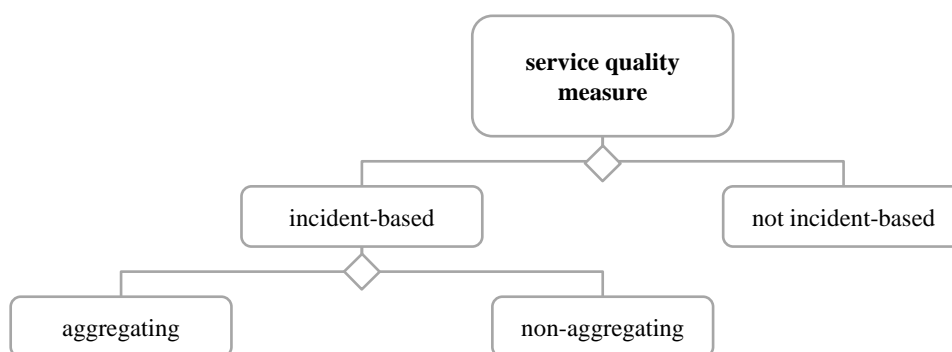 service quality
measure
incident-based
not incident-based
aggregating
non-aggregating